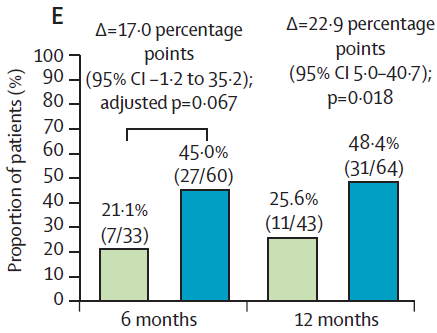 E
Δ=17·0 percentage
points
(95% CI –1·2 to 35·2);
adjusted p=0·067
Δ=22·9 percentage
points
(95% CI 5·0–40·7);
p=0·018
Proportion of patients (%)
100
90
80
70
60
50
40
30
20
10
0
21·1%
(7/33)
45·0%
(27/60)
25.6%
(11/43)
48·4%
(31/64)
6 months
12 months